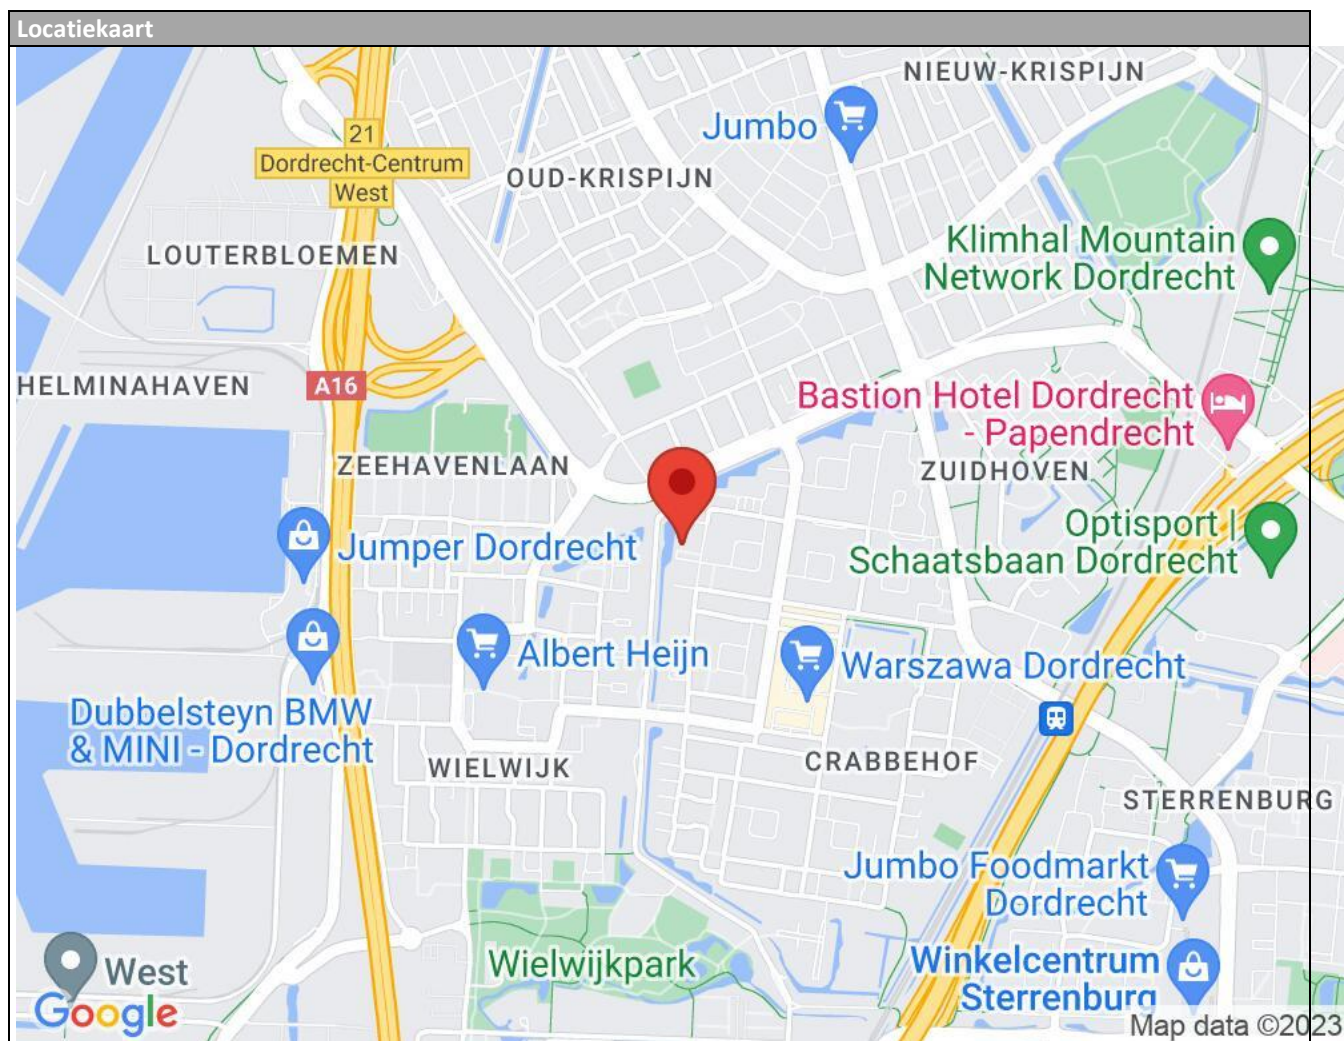 Locatiekaart
NIEUW-KRISPIJN
Jumbo
21
Dordrecht-Centrum
West
OUD-KRISPIJN
LOUTERBLOEMEN
Klimhal Mountain
Network Dordrecht
HELMINAHAVEN
A16
Bastion Hotel Dordrecht
- Papendrecht
ZEEHAVENLAAN
ZUIDHOVEN
Optisport |
Schaatsbaan Dordrecht
Jumper Dordrecht
Albert Heijn
Warszawa Dordrecht
Dubbelsteyn BMW
& MINI - Dordrecht
WIELWIJK
CRABBEHOF
STERRENBURG
Jumbo Foodmarkt
Dordrecht
Wielwijkpark
Winkelcentrum
Sterrenburg
West
Google
Map data ©2023